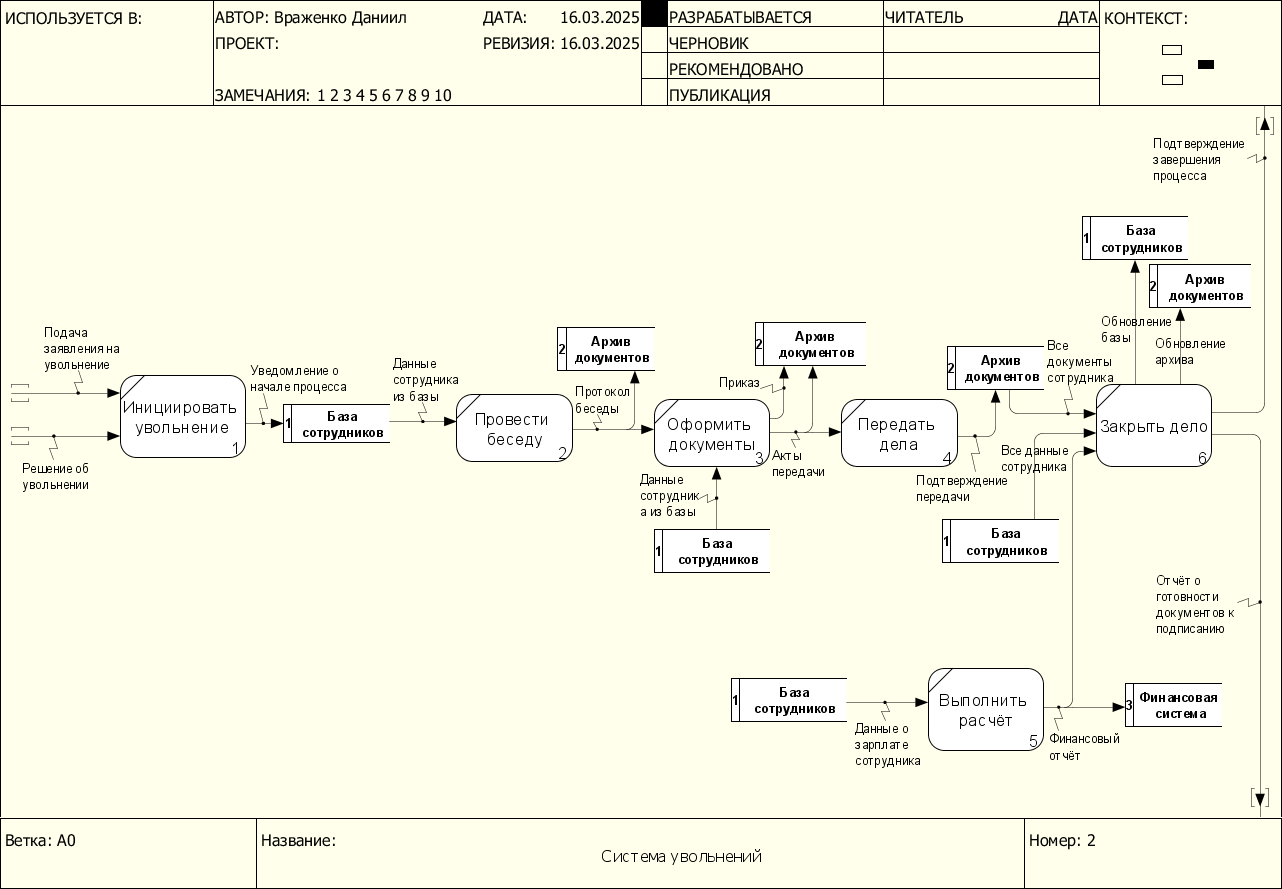 ИСПОЛЬЗУЕТСЯ В:
АВТОР: Враженко Даниил
ДАТА: 16.03.2025
ПРОЕКТ:
РЕВИЗИЯ: 16.03.2025
ЗАМЕЧАНИЯ: 1 2 3 4 5 6 7 8 9 10
РАЗРАБАТЫВАЕТСЯ
ЧЕРНОВИК
РЕКОМЕНДОВАНО
ПУБЛИКАЦИЯ
ЧИТАТЕЛЬ
ДАТА
КОНТЕКСТ:
Подтверждение
завершения
процесса
1
База
сотрудников
2
Архив
документов
Обновление
базы
Обновление
архива
Подача
заявления на
увольнение
Решение об
увольнении
Инициировать
увольнение
1
Уведомление о
начале процесса
1
База
сотрудников
Данные
сотрудника
из базы
Провести
беседу
2
Протокол
беседы
2
Архив
документов
Оформить
документы
3
Данные
сотрудник
а из базы
1
База
сотрудников
Приказ
2
Архив
документов
Акты
передачи
Передать
дела
4
Подтверждение
передачи
2
Архив
документов
Все
документы
сотрудника
Все данные
сотрудника
1
База
сотрудников
Закрыть дело
6
Отчёт о
готовности
документов к
подписанию
1
База
сотрудников
Данные о
зарплате
сотрудника
Выполнить
расчёт
5
Финансовый
отчёт
3
Финансовая
система
Ветка: A0
Название:
Система увольнений
Номер: 2